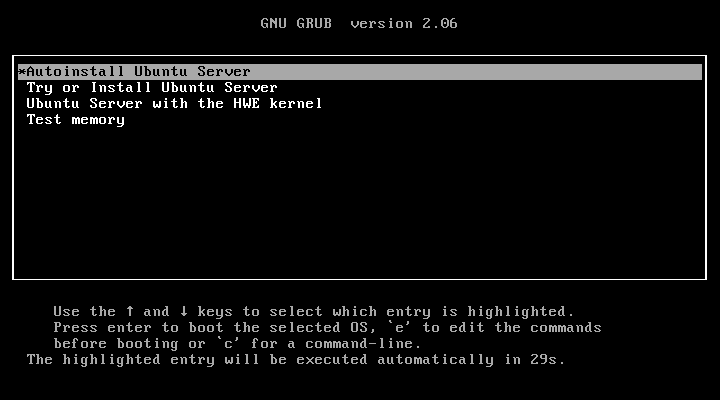 GNU GRUB  version 2.06
*Autoinstall Ubuntu Server
Try or Install Ubuntu Server
Ubuntu Server with the HWE kernel
Test memory
Use the ↑ and ↓ keys to select which entry is highlighted.
Press enter to boot the selected OS, `e' to edit the commands
before booting or `c' for a command-line.
The highlighted entry will be executed automatically in 29s.